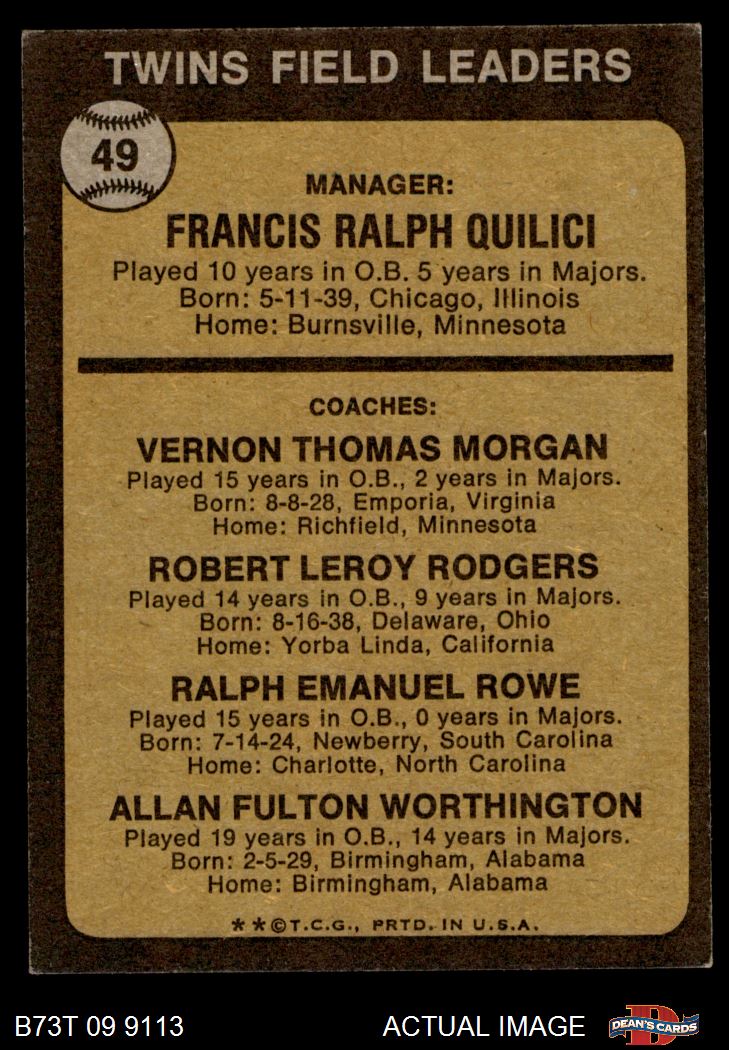 TWINS FIELD LEADERS
49
MANAGER:
FRANCIS RALPH QUILICI
Played 10 years in O.B. 5 years in Majors.
Born: 5-11-39, Chicago, Illinois
Home: Burnsville, Minnesota
COACHES:
VERNON THOMAS MORGAN
Played 15 years in O.B., 2 years in Majors.
Born: 8-8-28, Emporia, Virginia
Home: Richfield, Minnesota
ROBERT LEROY RODGERS
Played 14 years in O.B., 9 years in Majors.
Born: 8-16-38, Delaware, Ohio
Home: Yorba Linda, California
RALPH EMANUEL ROWE
Played 15 years in O.B., 0 years in Majors.
Born: 7-14-24, Newberry, South Carolina
Home: Charlotte, North Carolina
ALLAN FULTON WORTHINGTON
Played 19 years in O.B., 14 years in Majors.
Born: 2-5-29, Birmingham, Alabama
Home: Birmingham, Alabama
**©T.C.G., PRTD. IN U.S.A.
B73T 09 9113 ACTUAL IMAGE D DEAN'S CARDS